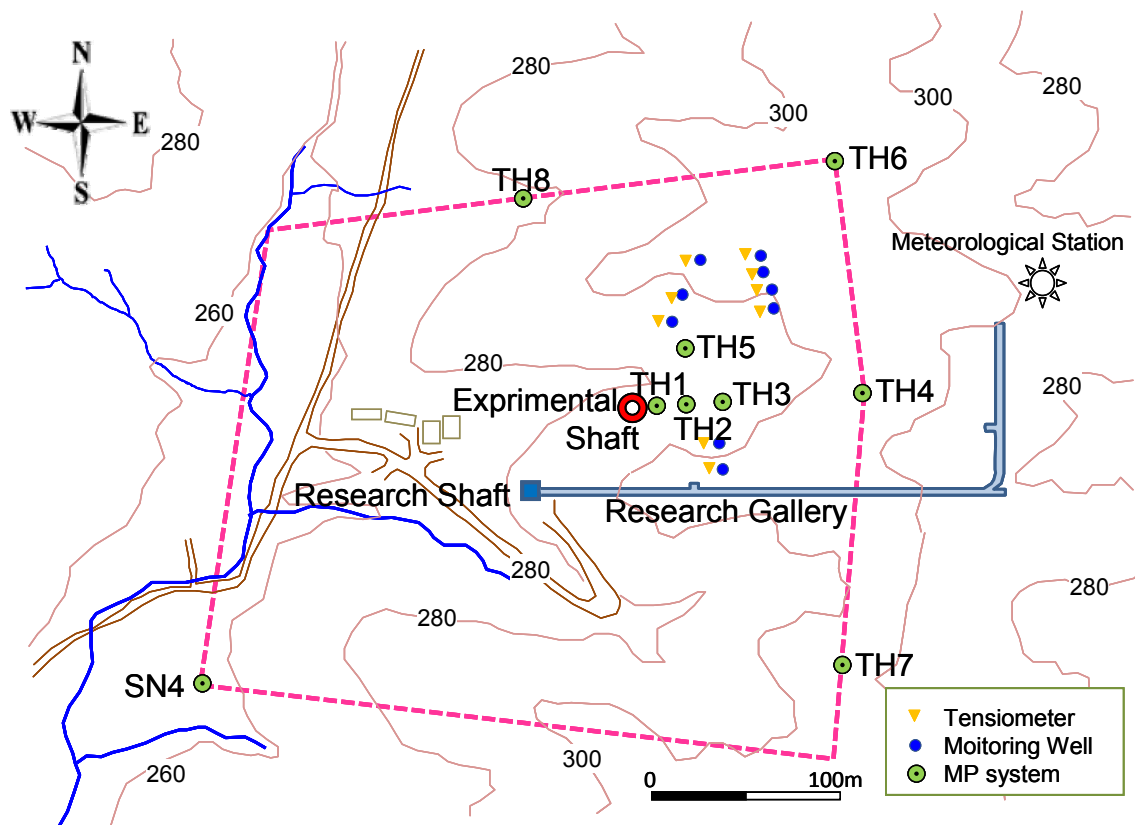 N
280
280
300
300
280
W
E
280
S
TH6
TH8
Meteorological Station
260
TH5
280
TH1
TH3
TH4
280
Exprimental
Shaft
TH2
Research Shaft
Research Gallery
280
280
280
TH7
SN4
Tensiometer
Moitoring Well
MP system
300
260
0
100m